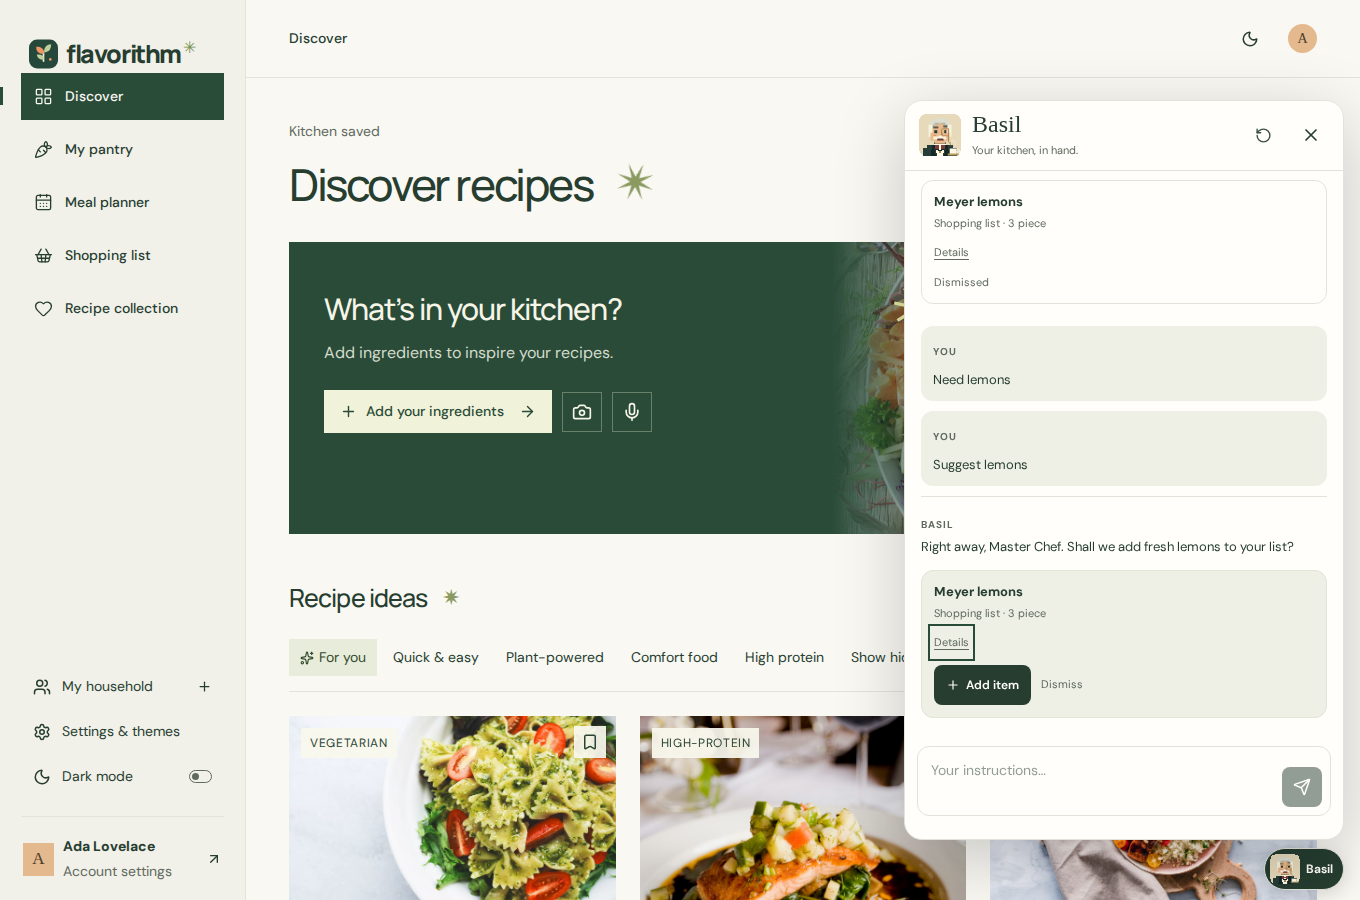 flavorithm
Discover
My pantry
Meal planner
Shopping list
Recipe collection
My household
Settings & themes
Dark mode
A
Ada Lovelace
Account settings
Discover
A
Kitchen saved
Discover recipes
What's in your kitchen?
Add ingredients to inspire your recipes.
Add your ingredients
Recipe ideas
For you
Quick & easy
Plant-powered
Comfort food
High protein
Show hid
VEGETARIAN
HIGH-PROTEIN
Basil
Your kitchen, in hand.
Meyer lemons
Shopping list · 3 piece
Details
Dismissed
YOU
Need lemons
YOU
Suggest lemons
BASIL
Right away, Master Chef. Shall we add fresh lemons to your list?
Meyer lemons
Shopping list · 3 piece
Details
Add item
Dismiss
Your instructions...
Basil